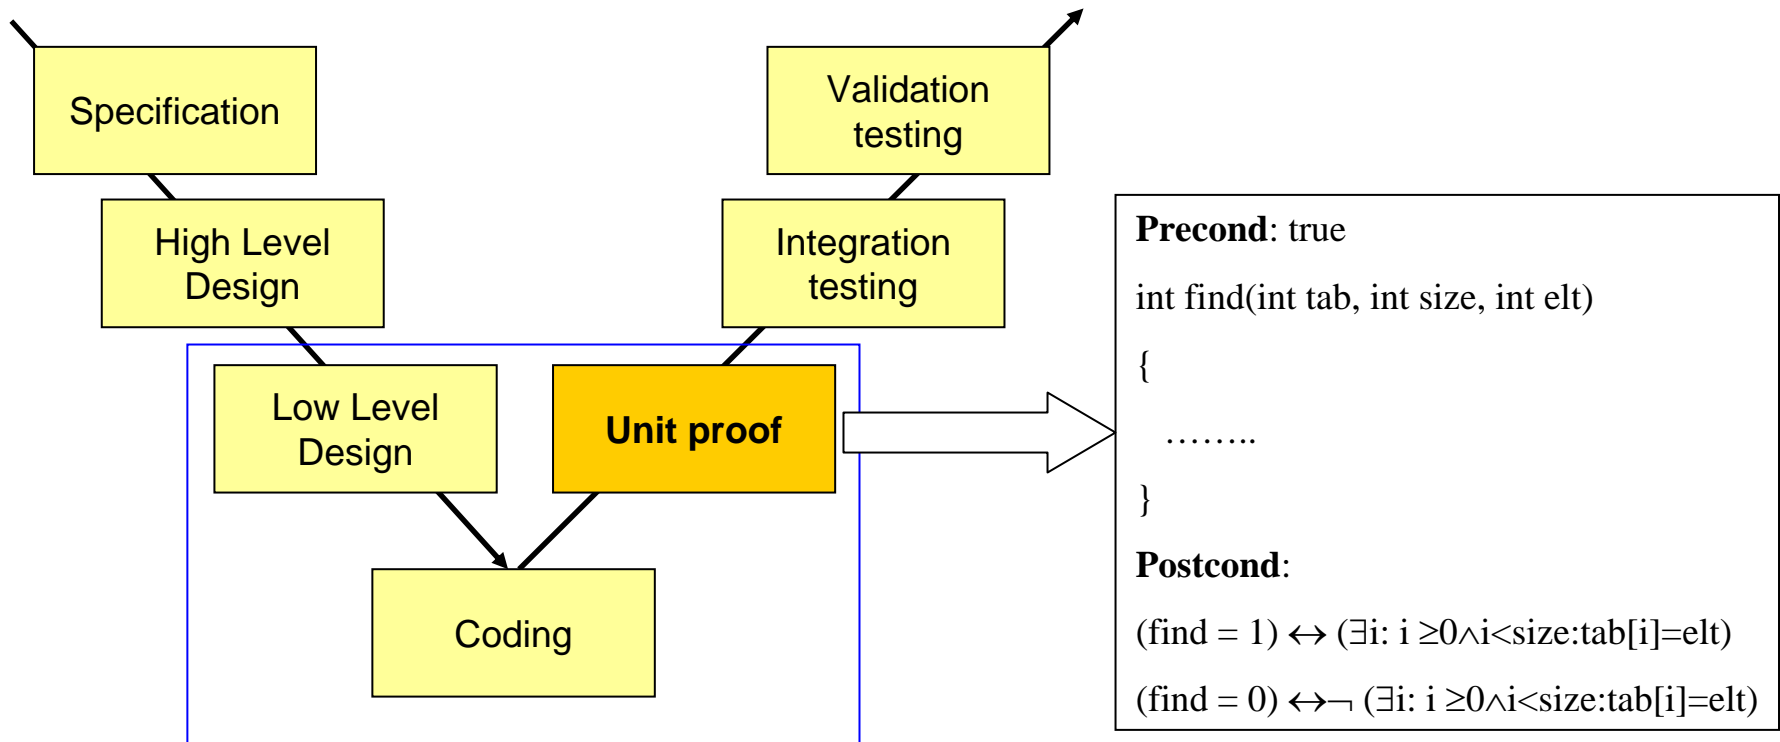 Specification
High Level
Design
Low Level
Design
Coding
Unit proof
Integration
testing
Validation
testing
Precond: true
int find(int tab, int size, int elt)
{
……..
}
Postcond:
(find = 1) ↔ (∃i: i ≥0∧i<size:tab[i]=elt)
(find = 0) ↔¬ (∃i: i ≥0∧i<size:tab[i]=elt)